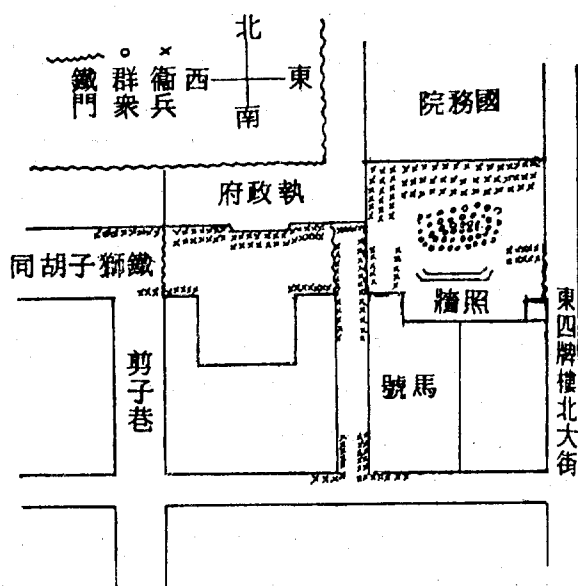 北
東
南
西
衛兵
群衆
鐵門
國務院
執政府
鐵獅子胡同
照牆
馬號
剪子巷
東四牌樓北大街